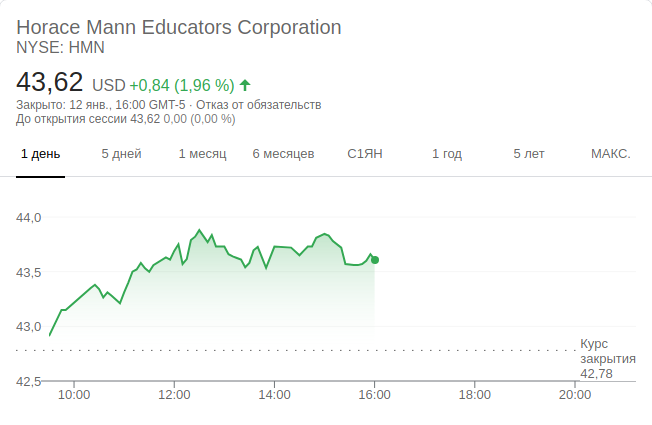 Horace Mann Educators Corporation
NYSE: HMN
43,62 USD +0,84 (1,96 %)
Закрыто: 12 янв., 16:00 GMT-5 · Отказ от обязательств
До открытия сессии 43,62 0,00 (0,00 %)
1 день 5 дней 1 месяц 6 месяцев С1ЯН 1 год 5 лет МАКС.
44,0
43,5
43,0
Курс
закрытия
42,78
42,5
10:00 12:00 14:00 16:00 18:00 20:00